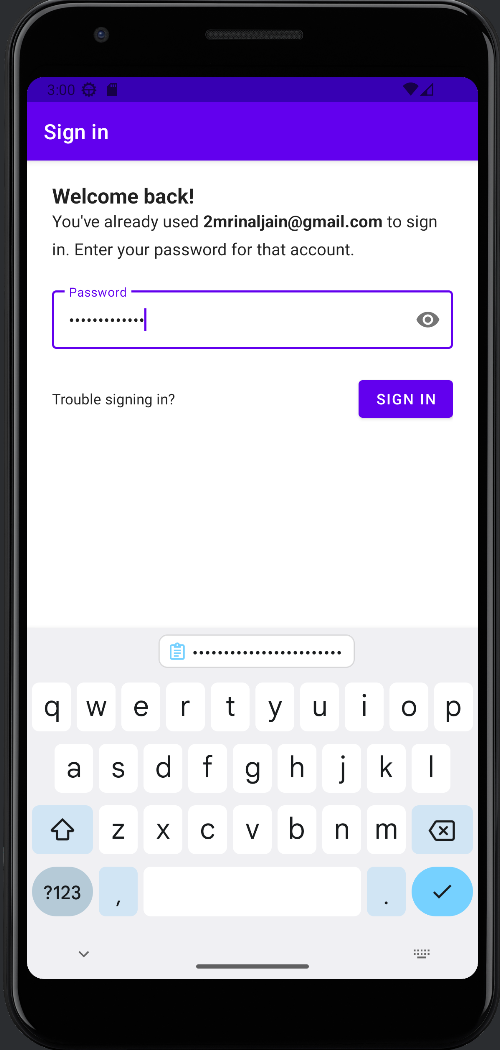 3:00
Sign in
Welcome back!
You've already used 2mrinaljain@gmail.com to sign
in. Enter your password for that account.
Password
•••••••••••••
Trouble signing in?
SIGN IN
••••••••••••••••••••••••
q w e r t y u i o p
a s d f g h j k l
z x c v b n m
?123 , .